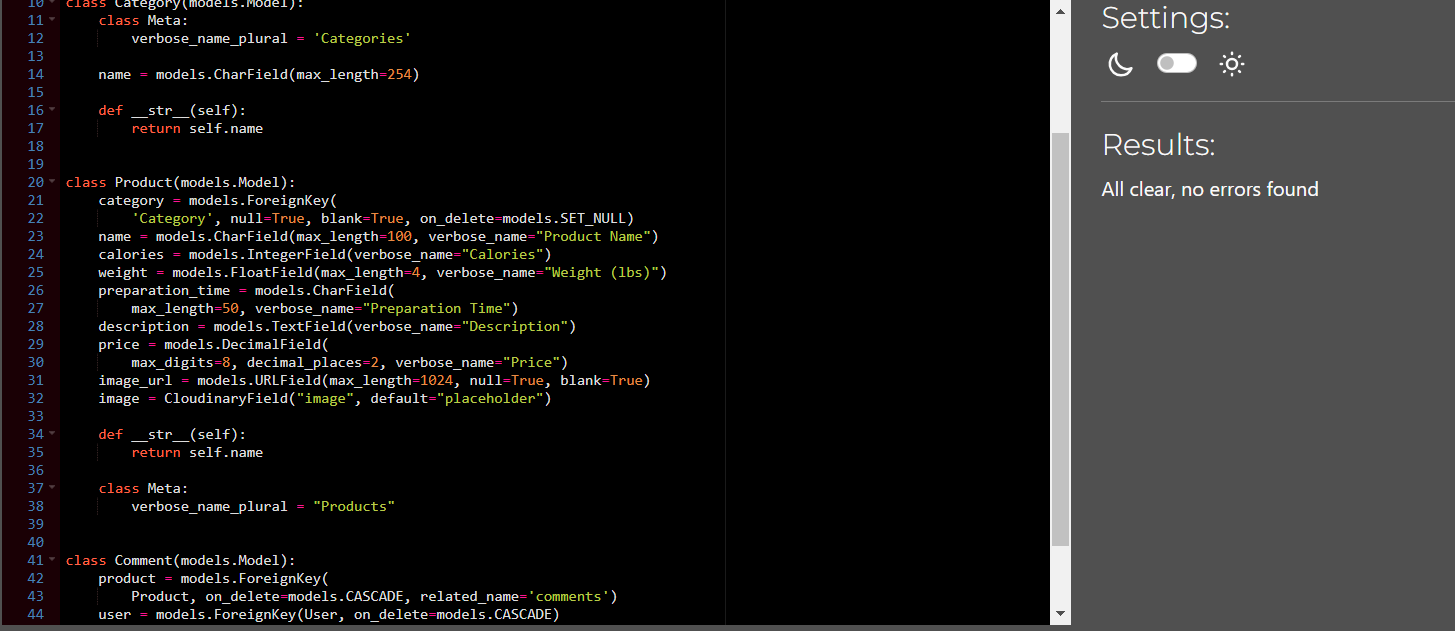 10 class Category(models.Model):
11     class Meta:
12         verbose_name_plural = 'Categories'
13
14     name = models.CharField(max_length=254)
15
16     def __str__(self):
17         return self.name
18
19
20 class Product(models.Model):
21     category = models.ForeignKey(
22         'Category', null=True, blank=True, on_delete=models.SET_NULL)
23     name = models.CharField(max_length=100, verbose_name="Product Name")
24     calories = models.IntegerField(verbose_name="Calories")
25     weight = models.FloatField(max_length=4, verbose_name="Weight (lbs)")
26     preparation_time = models.CharField(
27         max_length=50, verbose_name="Preparation Time")
28     description = models.TextField(verbose_name="Description")
29     price = models.DecimalField(
30         max_digits=8, decimal_places=2, verbose_name="Price")
31     image_url = models.URLField(max_length=1024, null=True, blank=True)
32     image = CloudinaryField("image", default="placeholder")
33
34     def __str__(self):
35         return self.name
36
37     class Meta:
38         verbose_name_plural = "Products"
39
40
41 class Comment(models.Model):
42     product = models.ForeignKey(
43         Product, on_delete=models.CASCADE, related_name='comments')
44     user = models.ForeignKey(User, on_delete=models.CASCADE)
Settings:
Results:
All clear, no errors found